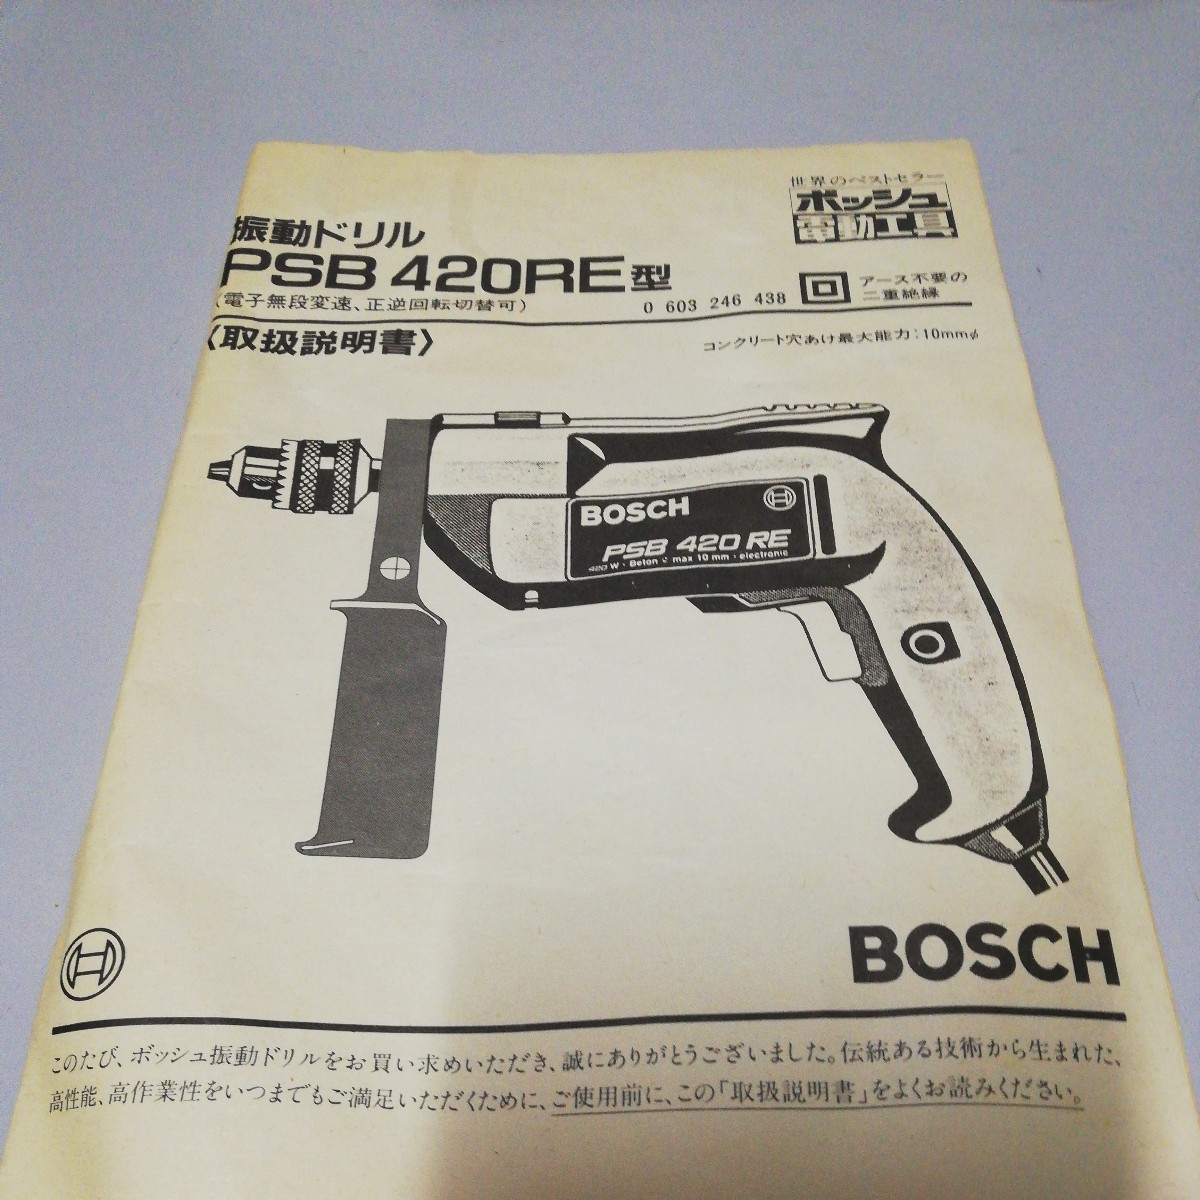 世界のベストセラー
ボッシュ
電動工具
振動ドリル
PSB 420RE型
(電子無段変速、正逆回転切替可)
0 603 246 438
アース不要の
二重絶縁
〈取扱説明書〉
コンクリート穴あけ最大能力：10mmφ
BOSCH
PSB 420 RE
420 W · Beton max 10 mm · electronic
BOSCH
このたび、ボッシュ振動ドリルをお買い求めいただき、誠にありがとうございました。伝統ある技術から生まれた、
高性能、高作業性をいつまでもご満足いただくために、ご使用前に、この「取扱説明書」をよくお読みください。